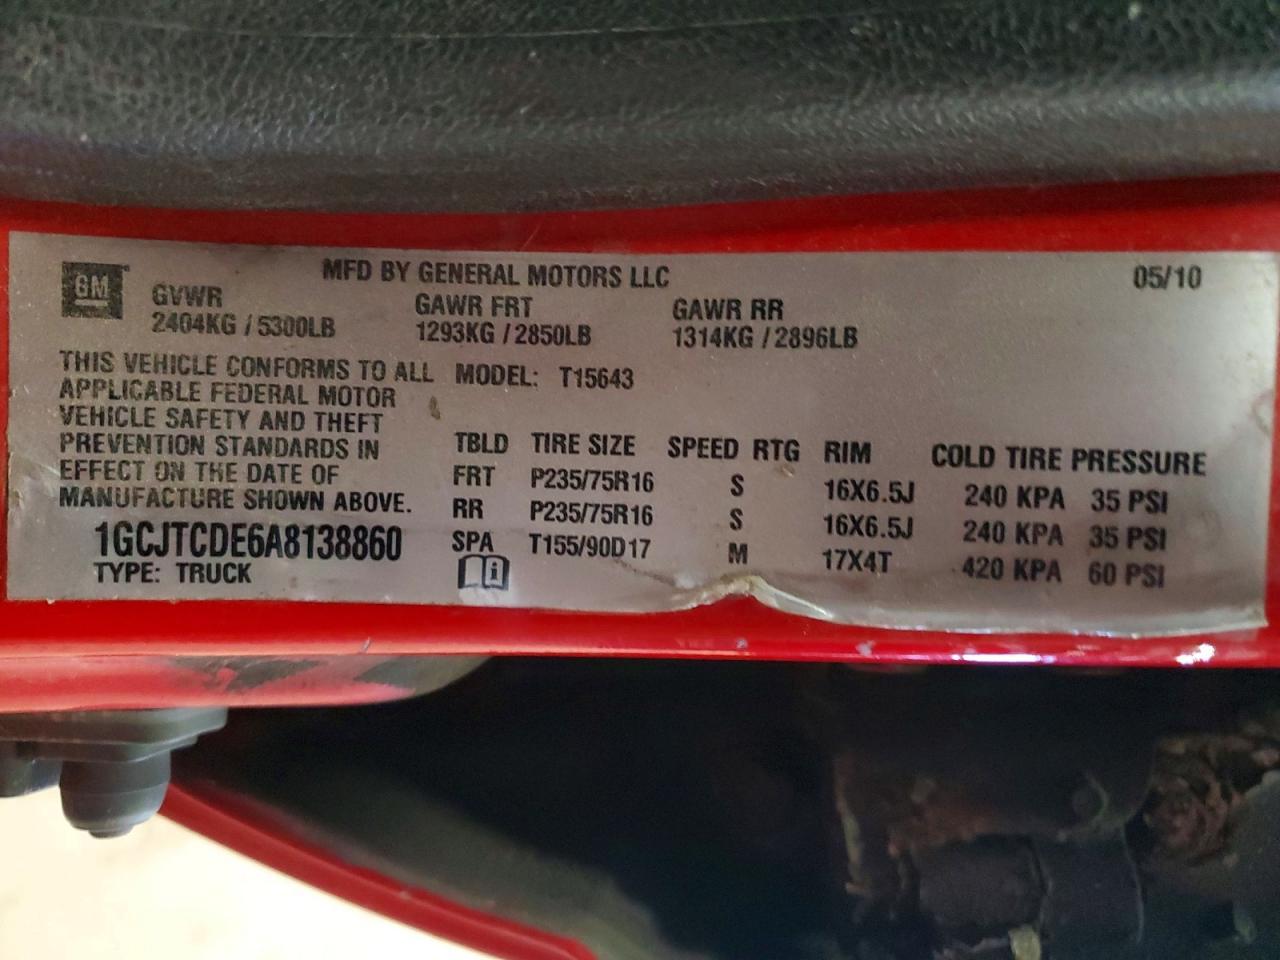 GM
MFD BY GENERAL MOTORS LLC
05/10
GVWR GAWR FRT GAWR RR
2404KG / 5300LB 1293KG / 2850LB 1314KG / 2896LB
THIS VEHICLE CONFORMS TO ALL
APPLICABLE FEDERAL MOTOR
VEHICLE SAFETY AND THEFT
PREVENTION STANDARDS IN
EFFECT ON THE DATE OF
MANUFACTURE SHOWN ABOVE.
1GCJTCDE6A8138860
TYPE: TRUCK
MODEL: T15643
TBLD TIRE SIZE SPEED RTG RIM COLD TIRE PRESSURE
FRT P235/75R16 S 16X6.5J 240 KPA 35 PSI
RR P235/75R16 S 16X6.5J 240 KPA 35 PSI
SPA T155/90D17 M 17X4T 420 KPA 60 PSI
i